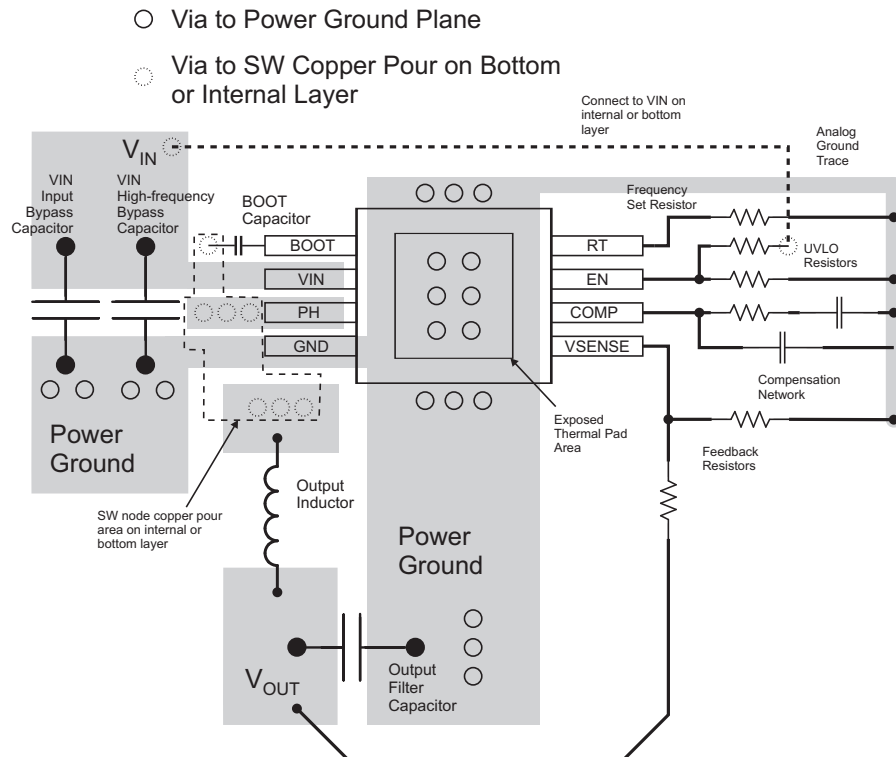 Via to Power Ground Plane
Via to SW Copper Pour on Bottom
or Internal Layer
Connect to VIN on
internal or bottom
layer
Analog
Ground
Trace
VIN
VIN
Input
Bypass
Capacitor
VIN
High-frequency
Bypass
Capacitor
BOOT
Capacitor
Frequency
Set Resistor
UVLO
Resistors
BOOT
VIN
PH
GND
RT
EN
COMP
VSENSE
Compensation
Network
Feedback
Resistors
Exposed
Thermal Pad
Area
Power
Ground
SW node copper pour
area on internal or
bottom layer
Output
Inductor
Power
Ground
VOUT
Output
Filter
Capacitor